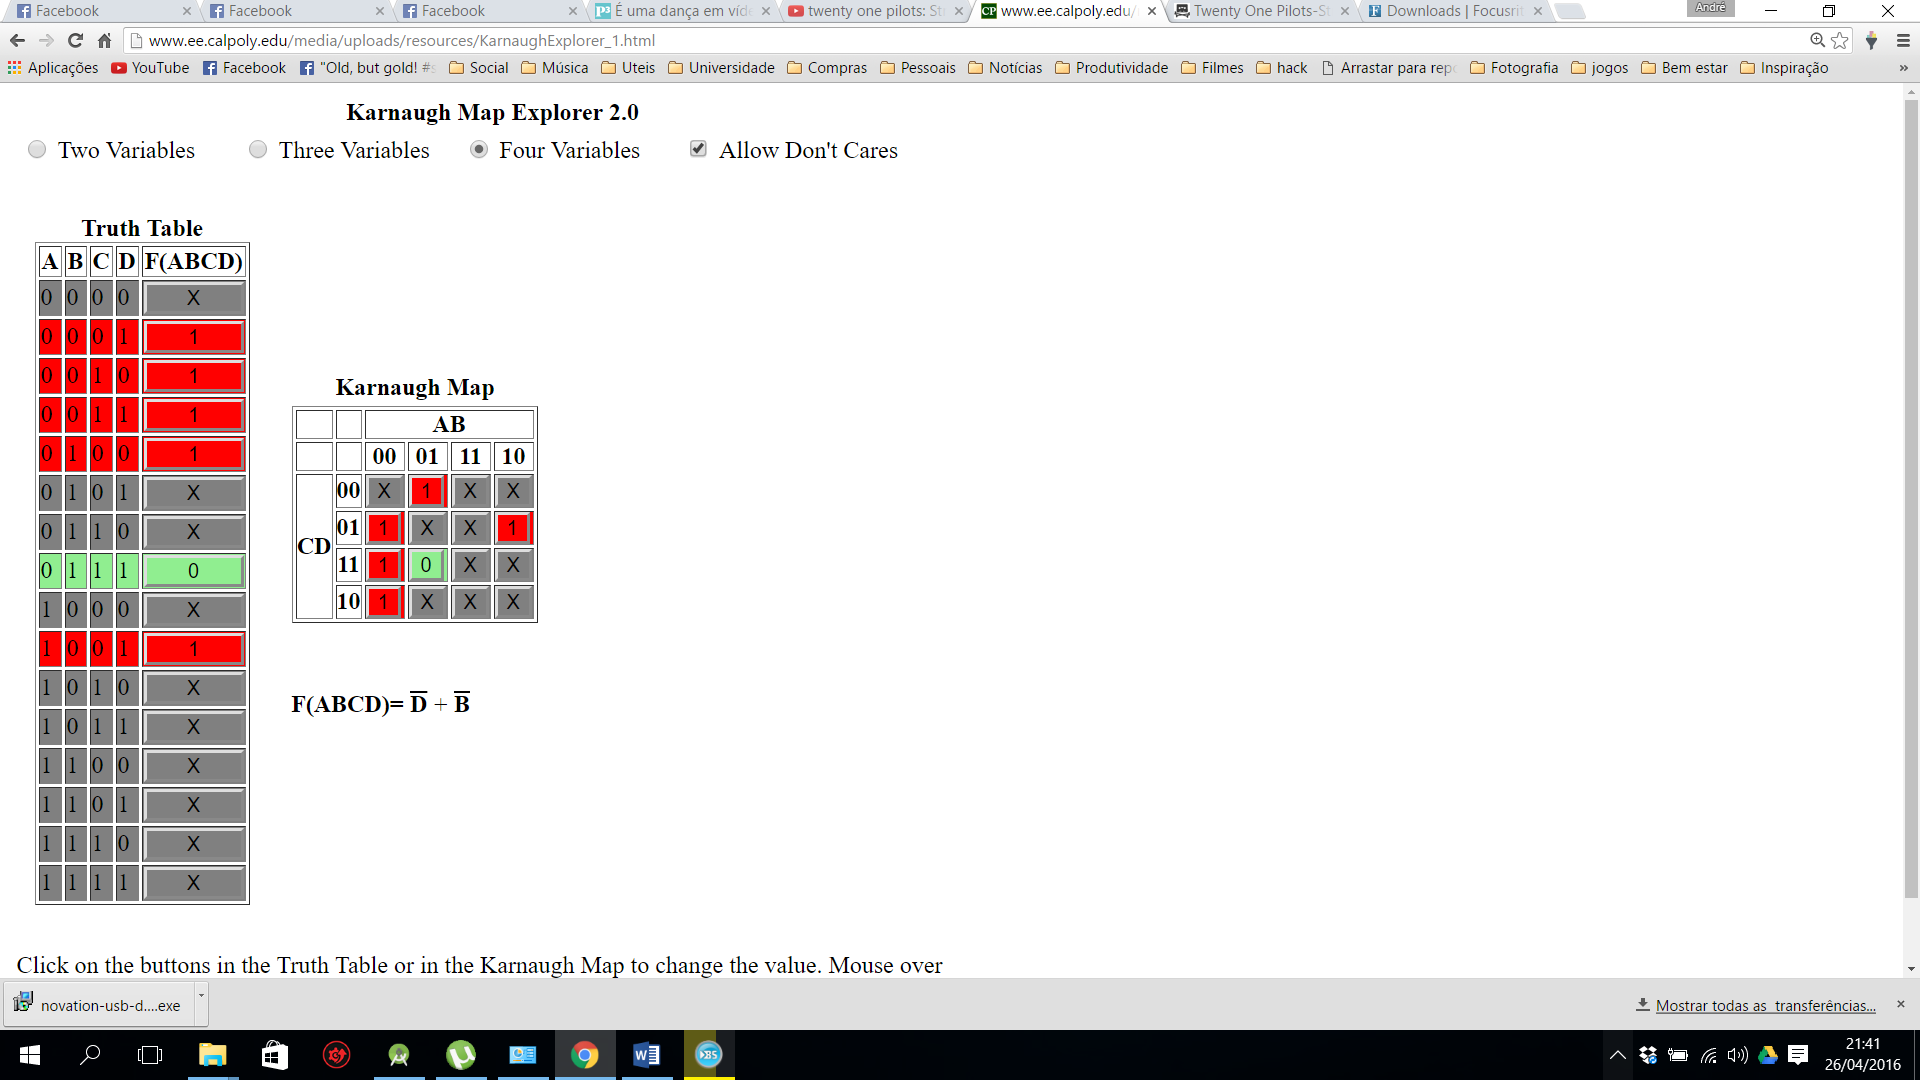 Facebook Facebook Facebook É uma dança em víde twenty one pilots: St www.ee.calpoly.edu/ Twenty One Pilots-St Downloads | Focusrit André
www.ee.calpoly.edu/media/uploads/resources/KarnaughExplorer_1.html
Aplicações YouTube Facebook "Old, but gold! #s Social Música Uteis Universidade Compras Pessoais Notícias Produtividade Filmes hack Arrastar para repo Fotografia jogos Bem estar Inspiração »
Karnaugh Map Explorer 2.0
Two Variables Three Variables Four Variables Allow Don't Cares
Truth Table
A B C D F(ABCD)
0 0 0 0 X
0 0 0 1 1
0 0 1 0 1
0 0 1 1 1
0 1 0 0 1
0 1 0 1 X
0 1 1 0 X
0 1 1 1 0
1 0 0 0 X
1 0 0 1 1
1 0 1 0 X
1 0 1 1 X
1 1 0 0 X
1 1 0 1 X
1 1 1 0 X
1 1 1 1 X
Karnaugh Map
AB
00 01 11 10
00 X 1 X X
01 1 X X 1
CD
11 1 0 X X
10 1 X X X
F(ABCD)= D̅ + B̅
Click on the buttons in the Truth Table or in the Karnaugh Map to change the value. Mouse over
novation-usb-d....exe Mostrar todas as transferências...
21:41
26/04/2016